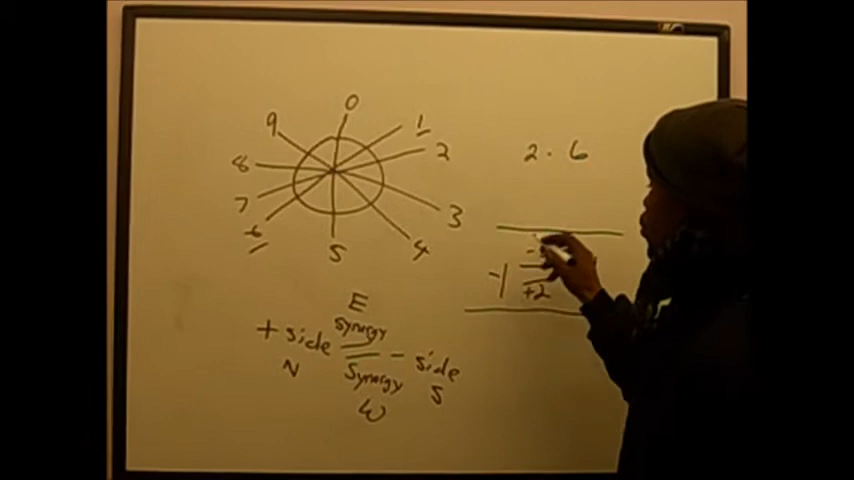 0
9 1
8 2
2 . 6
7 3
6 4
5
-1
+2
E
+ side synergy
synergy - side
N S
W